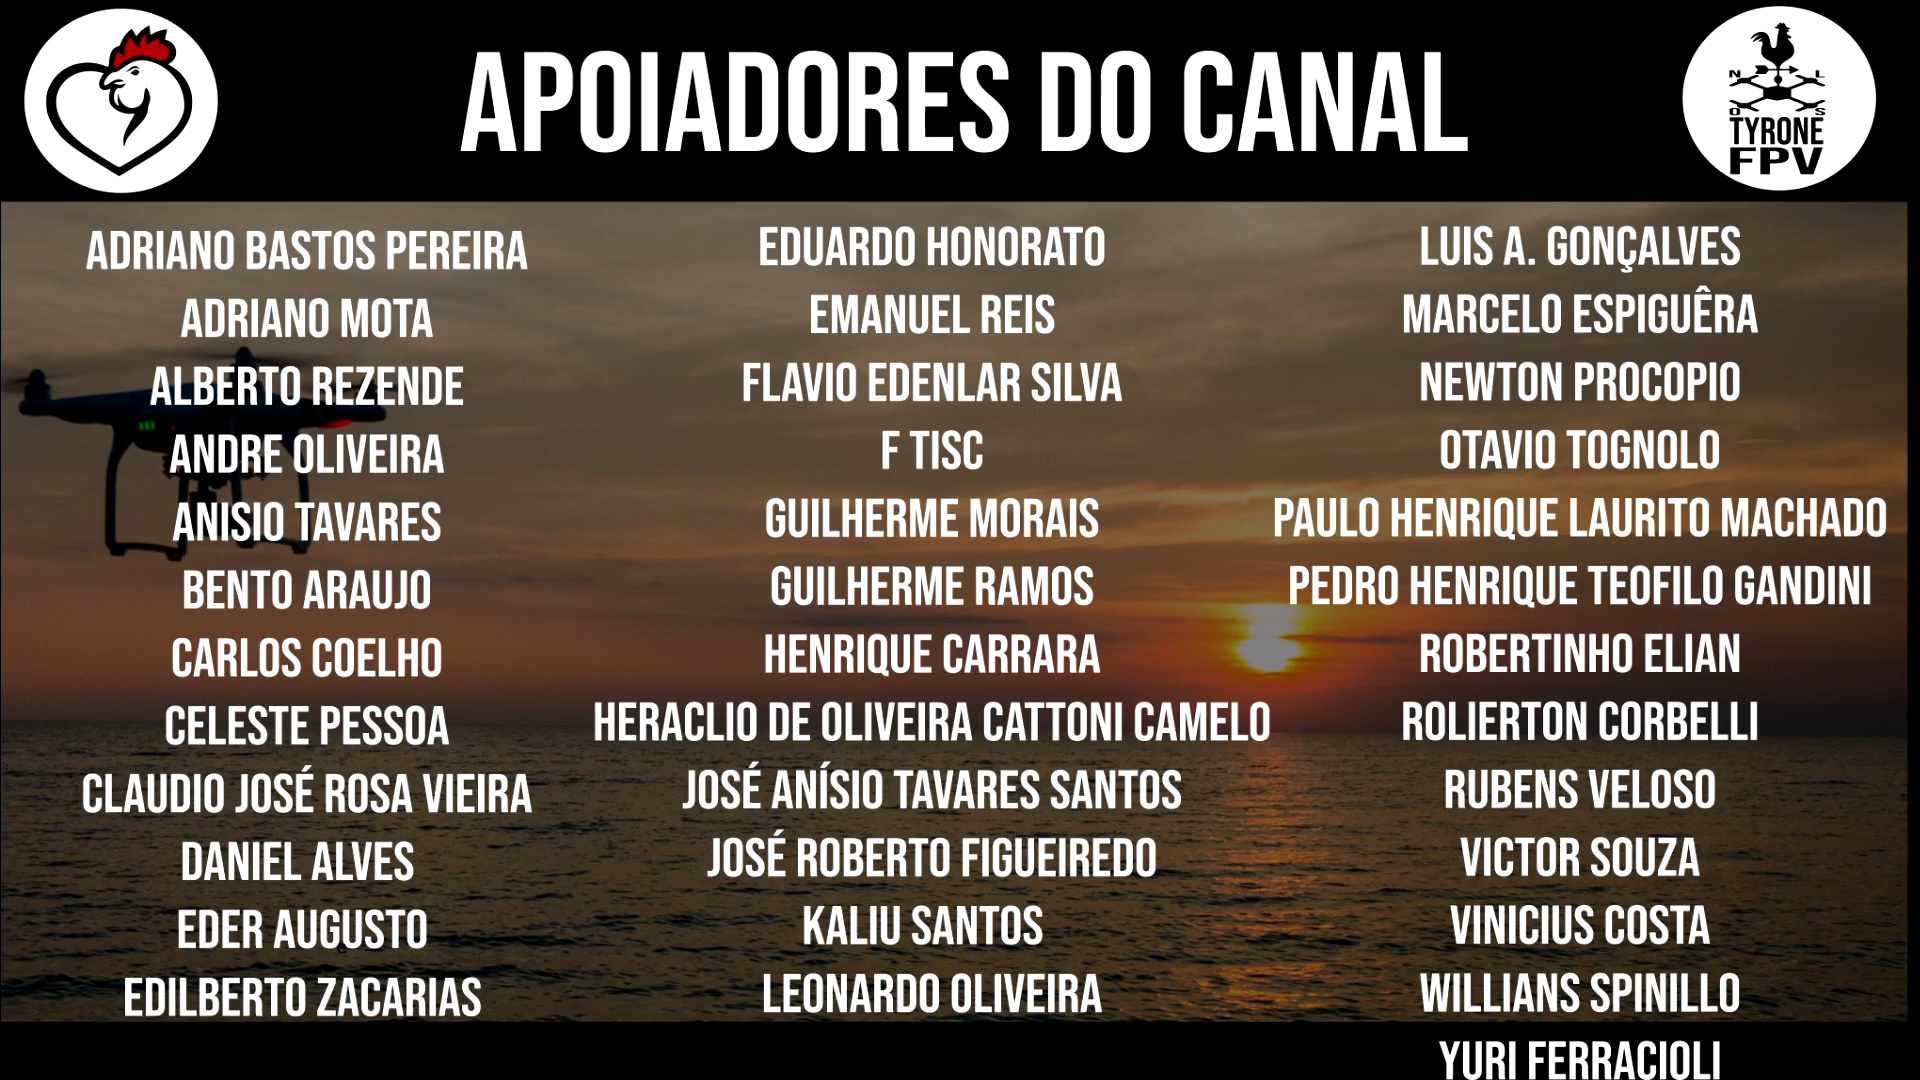 APOIADORES DO CANAL
N L
O S
TYRONE
FPV
ADRIANO BASTOS PEREIRA
ADRIANO MOTA
ALBERTO REZENDE
ANDRE OLIVEIRA
ANISIO TAVARES
BENTO ARAUJO
CARLOS COELHO
CELESTE PESSOA
CLAUDIO JOSÉ ROSA VIEIRA
DANIEL ALVES
EDER AUGUSTO
EDILBERTO ZACARIAS
EDUARDO HONORATO
EMANUEL REIS
FLAVIO EDENLAR SILVA
F TISC
GUILHERME MORAIS
GUILHERME RAMOS
HENRIQUE CARRARA
HERACLIO DE OLIVEIRA CATTONI CAMELO
JOSÉ ANÍSIO TAVARES SANTOS
JOSÉ ROBERTO FIGUEIREDO
KALIU SANTOS
LEONARDO OLIVEIRA
LUIS A. GONÇALVES
MARCELO ESPIGUÊRA
NEWTON PROCOPIO
OTAVIO TOGNOLO
PAULO HENRIQUE LAURITO MACHADO
PEDRO HENRIQUE TEOFILO GANDINI
ROBERTINHO ELIAN
ROLIERTON CORBELLI
RUBENS VELOSO
VICTOR SOUZA
VINICIUS COSTA
WILLIANS SPINILLO
YURI FERRACIOLI